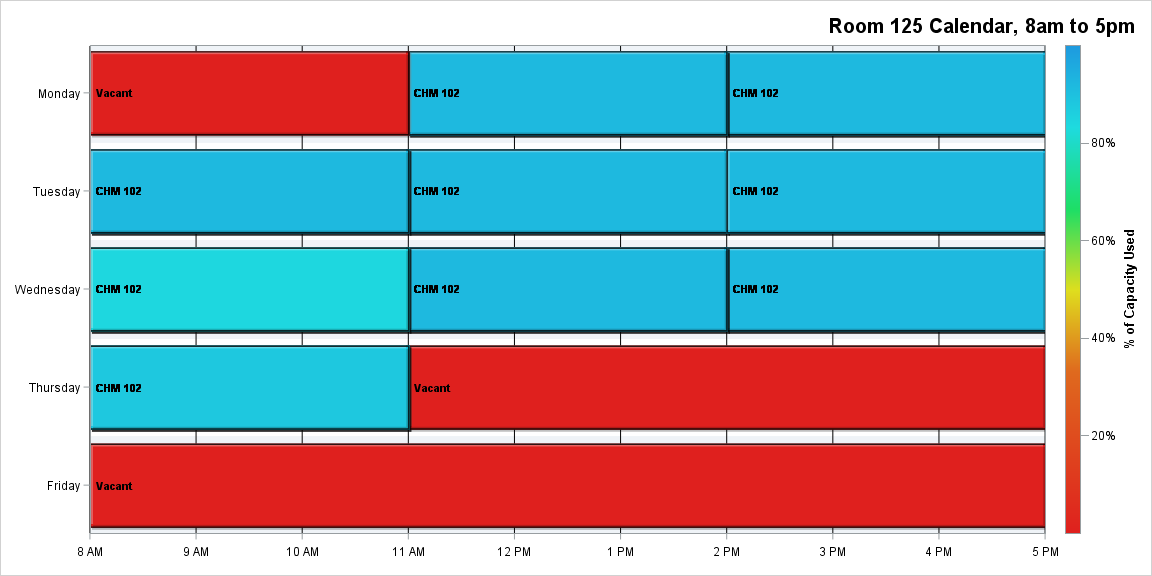 Room 125 Calendar, 8am to 5pm
Monday
Vacant
CHM 102
CHM 102
Tuesday
CHM 102
CHM 102
CHM 102
Wednesday
CHM 102
CHM 102
CHM 102
Thursday
CHM 102
Vacant
Friday
Vacant
8 AM
9 AM
10 AM
11 AM
12 PM
1 PM
2 PM
3 PM
4 PM
5 PM
80%
60%
40%
20%
% of Capacity Used